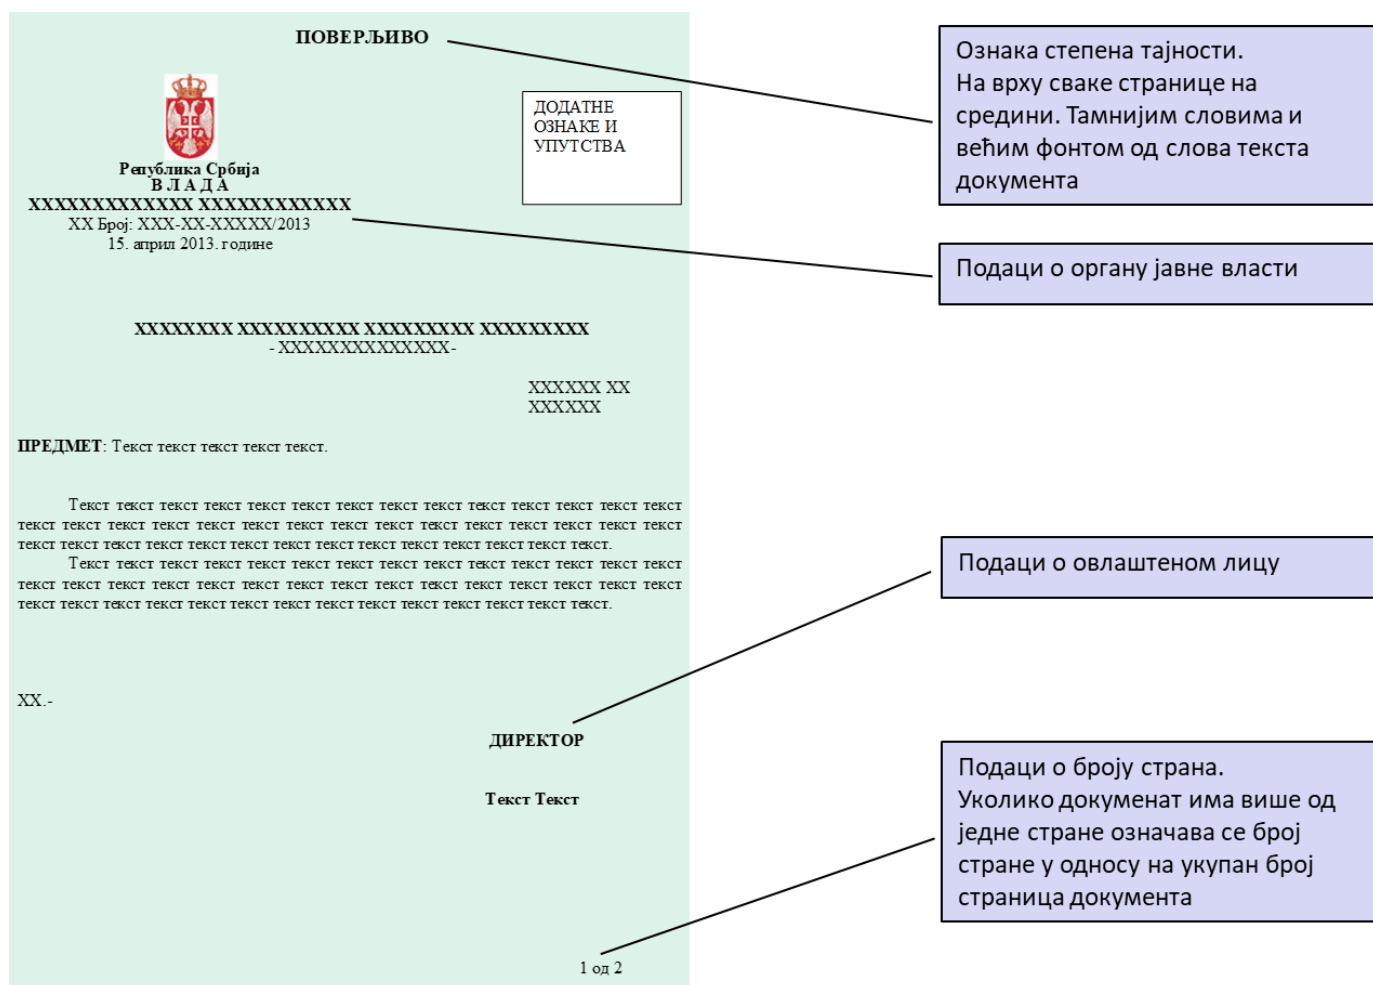 ПОВЕРЉИВО
ДОДАТНЕ
ОЗНАКЕ И
УПУТСТВА
Република Србија
В Л А Д А
XXXXXXXXXXXXX XXXXXXXXXXXX
XX Број: XXX-XX-XXXXX/2013
15. април 2013. године
XXXXXXXX XXXXXXXXXX XXXXXXXXX XXXXXXXXX
- XXXXXXXXXXXXXX-
XXXXXX XX
XXXXXX
ПРЕДМЕТ: Текст текст текст текст текст.
Текст текст текст текст текст текст текст текст текст текст текст текст текст текст
текст текст текст текст текст текст текст текст текст текст текст текст текст текст текст
текст текст текст текст текст текст текст текст текст текст текст текст текст текст.
Текст текст текст текст текст текст текст текст текст текст текст текст текст текст
текст текст текст текст текст текст текст текст текст текст текст текст текст текст текст
текст текст текст текст текст текст текст текст текст текст текст текст текст текст.
XX.-
ДИРЕКТОР
Текст Текст
1 од 2
Ознака степена тајности.
На врху сваке странице на
средини. Тамнијим словима и
већим фонтом од слова текста
документа
Подаци о органу јавне власти
Подаци о овлаштеном лицу
Подаци о броју страна.
Уколико документ има више од
једне стране означава се број
стране у односу на укупан број
страница документа